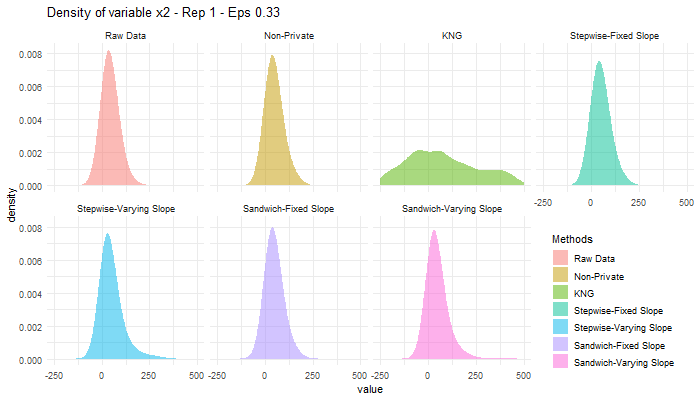 Density of variable x2 - Rep 1 - Eps 0.33
Raw Data
Non-Private
KNG
Stepwise-Fixed Slope
0.008
0.006
0.004
0.002
0.000
-250
0
250
500
density
Stepwise-Varying Slope
Sandwich-Fixed Slope
Sandwich-Varying Slope
0.008
0.006
0.004
0.002
0.000
-250
0
250
500
-250
0
250
500
-250
0
250
500
value
Methods
Raw Data
Non-Private
KNG
Stepwise-Fixed Slope
Stepwise-Varying Slope
Sandwich-Fixed Slope
Sandwich-Varying Slope